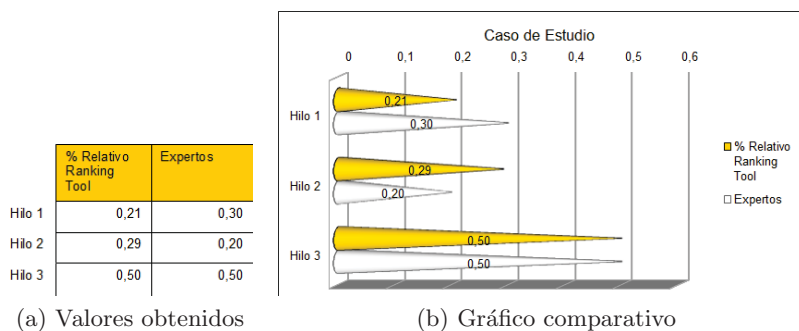 % Relativo Ranking Tool Expertos
Hilo 1 0,21 0,30
Hilo 2 0,29 0,20
Hilo 3 0,50 0,50
(a) Valores obtenidos
Caso de Estudio
0 0,1 0,2 0,3 0,4 0,5 0,6
Hilo 1
0,21
0,30
Hilo 2
0,29
0,20
Hilo 3
0,50
0,50
% Relativo
Ranking
Tool
Expertos
(b) Gráfico comparativo